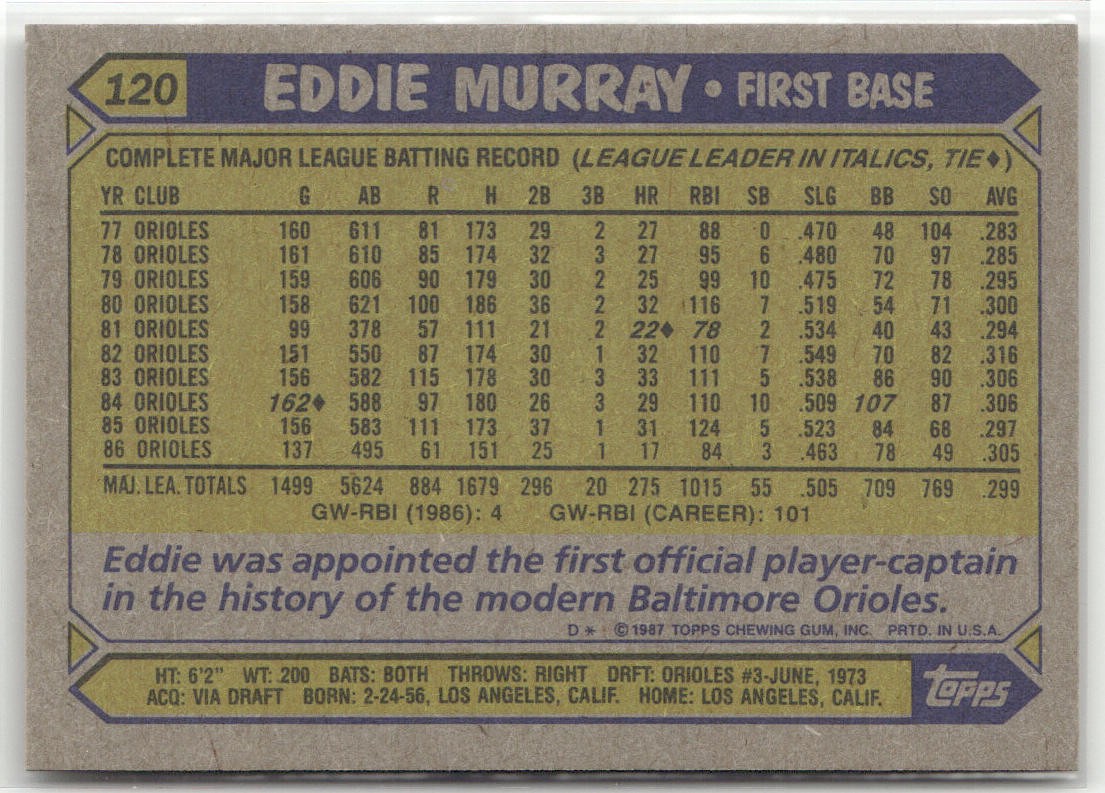 120 EDDIE MURRAY • FIRST BASE
COMPLETE MAJOR LEAGUE BATTING RECORD (LEAGUE LEADER IN ITALICS, TIE♦)
YR CLUB G AB R H 2B 3B HR RBI SB SLG BB SO AVG
77 ORIOLES 160 611 81 173 29 2 27 88 0 .470 48 104 .283
78 ORIOLES 161 610 85 174 32 3 27 95 6 .480 70 97 .285
79 ORIOLES 159 606 90 179 30 2 25 99 10 .475 72 78 .295
80 ORIOLES 158 621 100 186 36 2 32 116 7 .519 54 71 .300
81 ORIOLES 99 378 57 111 21 2 22♦ 78 2 .534 40 43 .294
82 ORIOLES 151 550 87 174 30 1 32 110 7 .549 70 82 .316
83 ORIOLES 156 582 115 178 30 3 33 111 5 .538 86 90 .306
84 ORIOLES 162♦ 588 97 180 26 3 29 110 10 .509 107 87 .306
85 ORIOLES 156 583 111 173 37 1 31 124 5 .523 84 68 .297
86 ORIOLES 137 495 61 151 25 1 17 84 3 .463 78 49 .305
MAJ. LEA. TOTALS 1499 5624 884 1679 296 20 275 1015 55 .505 709 769 .299
GW-RBI (1986): 4 GW-RBI (CAREER): 101
Eddie was appointed the first official player-captain
in the history of the modern Baltimore Orioles.
D * ©1987 TOPPS CHEWING GUM, INC. PRTD. IN U.S.A.
HT: 6'2" WT: 200 BATS: BOTH THROWS: RIGHT DRFT: ORIOLES #3-JUNE, 1973
ACQ: VIA DRAFT BORN: 2-24-56, LOS ANGELES, CALIF. HOME: LOS ANGELES, CALIF.
topps